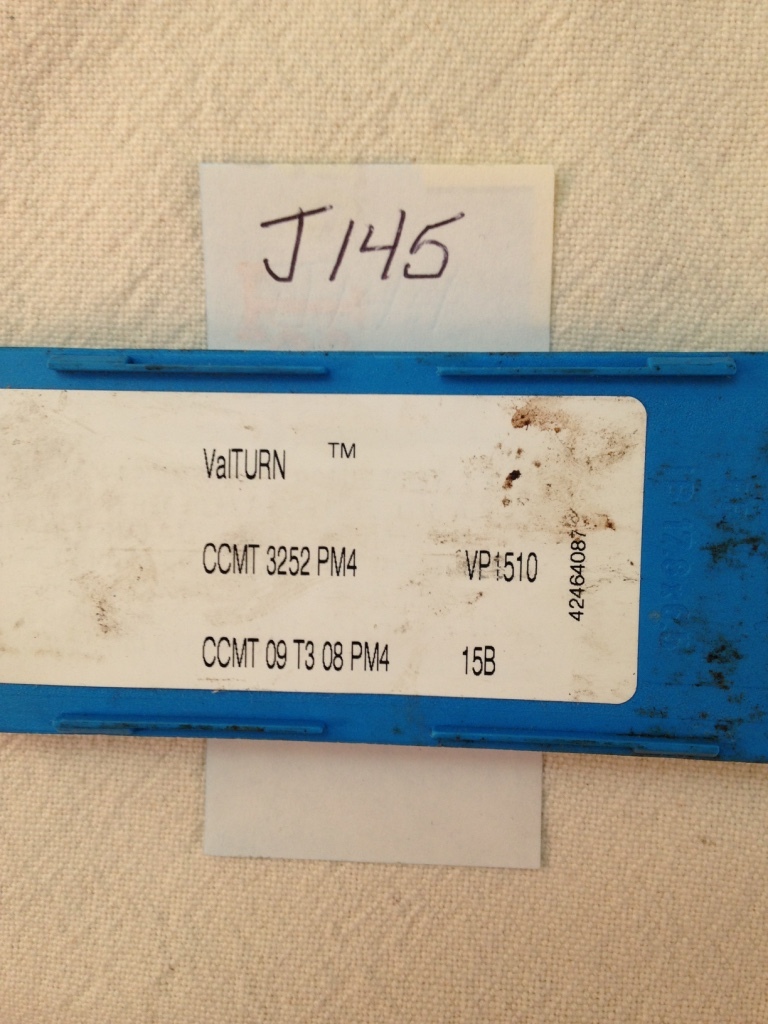 J145
ValTURN ™
CCMT 3252 PM4 VP1510
CCMT 09 T3 08 PM4 15B
42464087